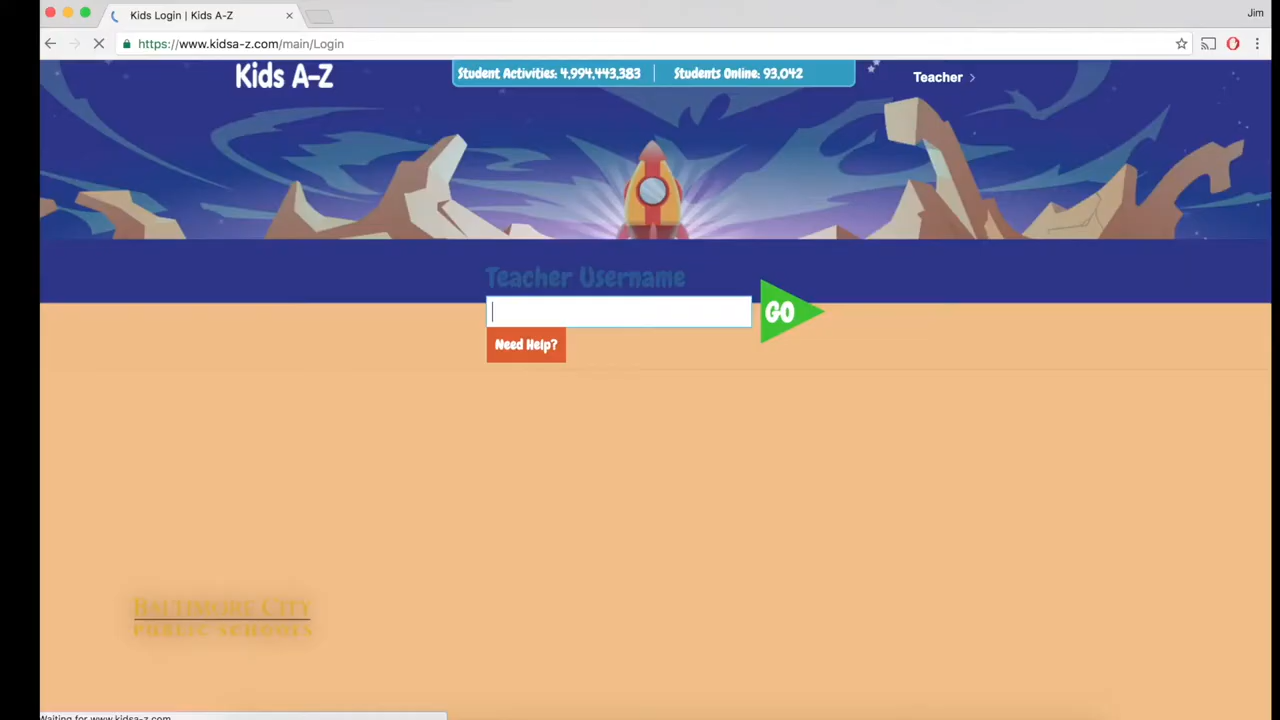 Kids Login | Kids A-Z
Jim
https://www.kidsa-z.com/main/Login
Kids A-Z
Student Activities: 4,994,443,383
Students Online: 93,042
Teacher
Teacher Username
GO
Need Help?
BALTIMORE CITY
PUBLIC SCHOOLS
Waiting for www.kidsa-z.com